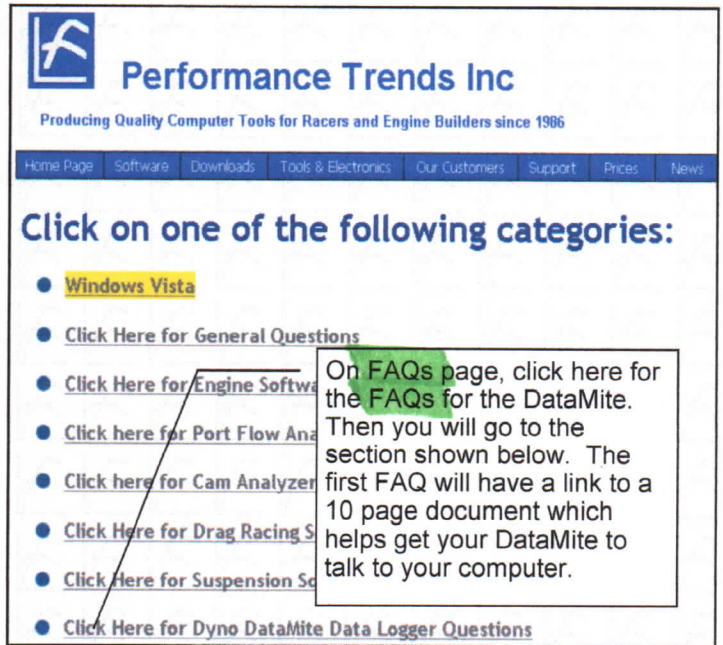 Performance Trends Inc
Producing Quality Computer Tools for Racers and Engine Builders since 1986
Home Page Software Downloads Tools & Electronics Our Customers Support Prices News
Click on one of the following categories:
Windows Vista
Click Here for General Questions
Click Here for Engine Softwa
Click here for Port Flow Ana
Click here for Cam Analyzer
Click Here for Drag Racing S
Click Here for Suspension So
Click Here for Dyno DataMite Data Logger Questions
On FAQs page, click here for
the FAQs for the DataMite.
Then you will go to the
section shown below. The
first FAQ will have a link to a
10 page document which
helps get your DataMite to
talk to your computer.